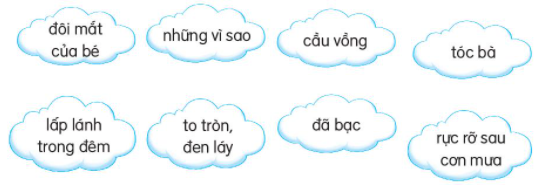 đôi mắt
của bé
những vì sao
cầu vồng
tóc bà
lấp lánh
trong đêm
to tròn,
đen láy
đã bạc
rực rỡ sau
cơn mưa